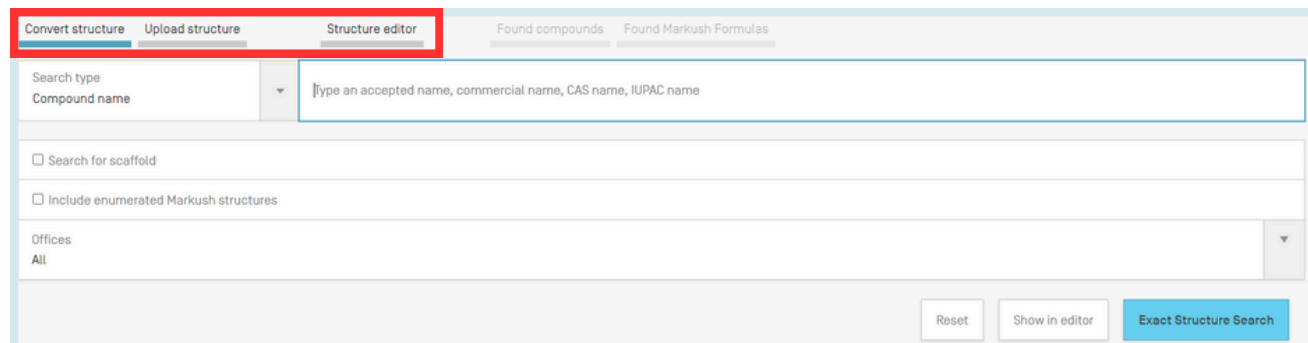 Convert structure Upload structure Structure editor Found compounds Found Markush Formulas
Search type
Compound name
Type an accepted name, commercial name, CAS name, IUPAC name
Search for scaffold
Include enumerated Markush structures
Offices
All
Reset Show in editor Exact Structure Search